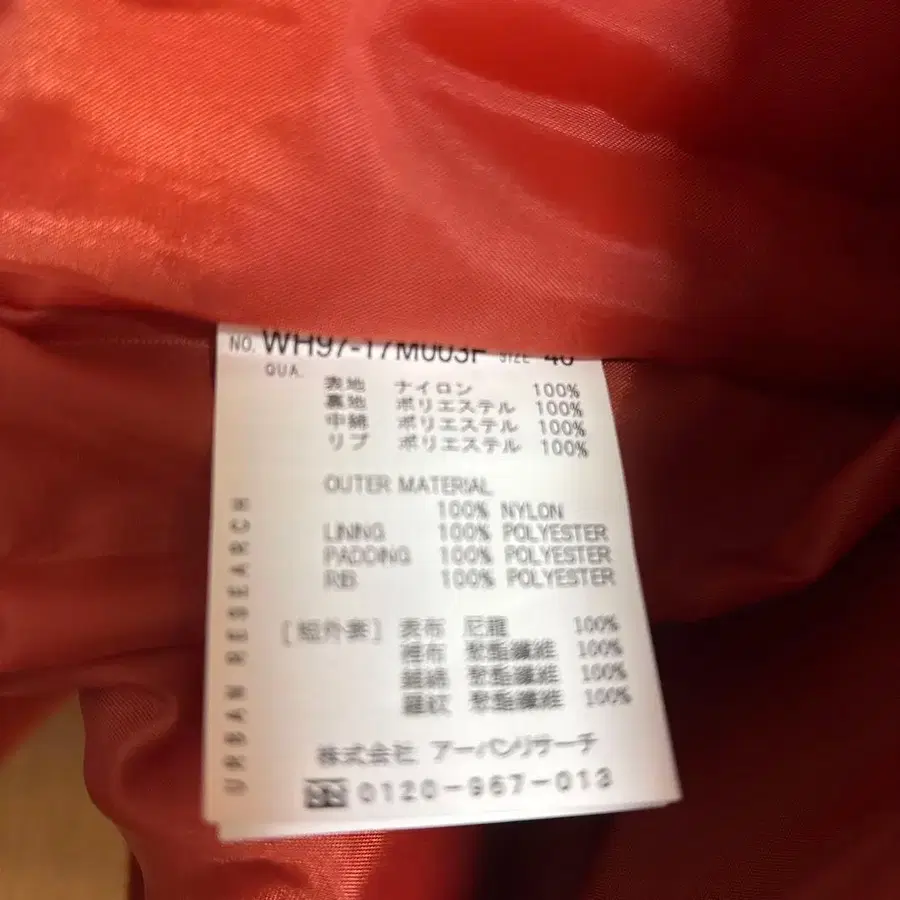 NO. WH97-17M003F SIZE 40
QUA.
表地 ナイロン 100%
裏地 ポリエステル 100%
中綿 ポリエステル 100%
リブ ポリエステル 100%
OUTER MATERIAL
100% NYLON
LINING 100% POLYESTER
PADDING 100% POLYESTER
RIB 100% POLYESTER
[短外套] 表布 尼龍 100%
裡布 聚酯纖維 100%
鋪綿 聚酯纖維 100%
羅紋 聚酯纖維 100%
株式会社 アーバンリサーチ
0120-967-013
URBAN RESEARCH